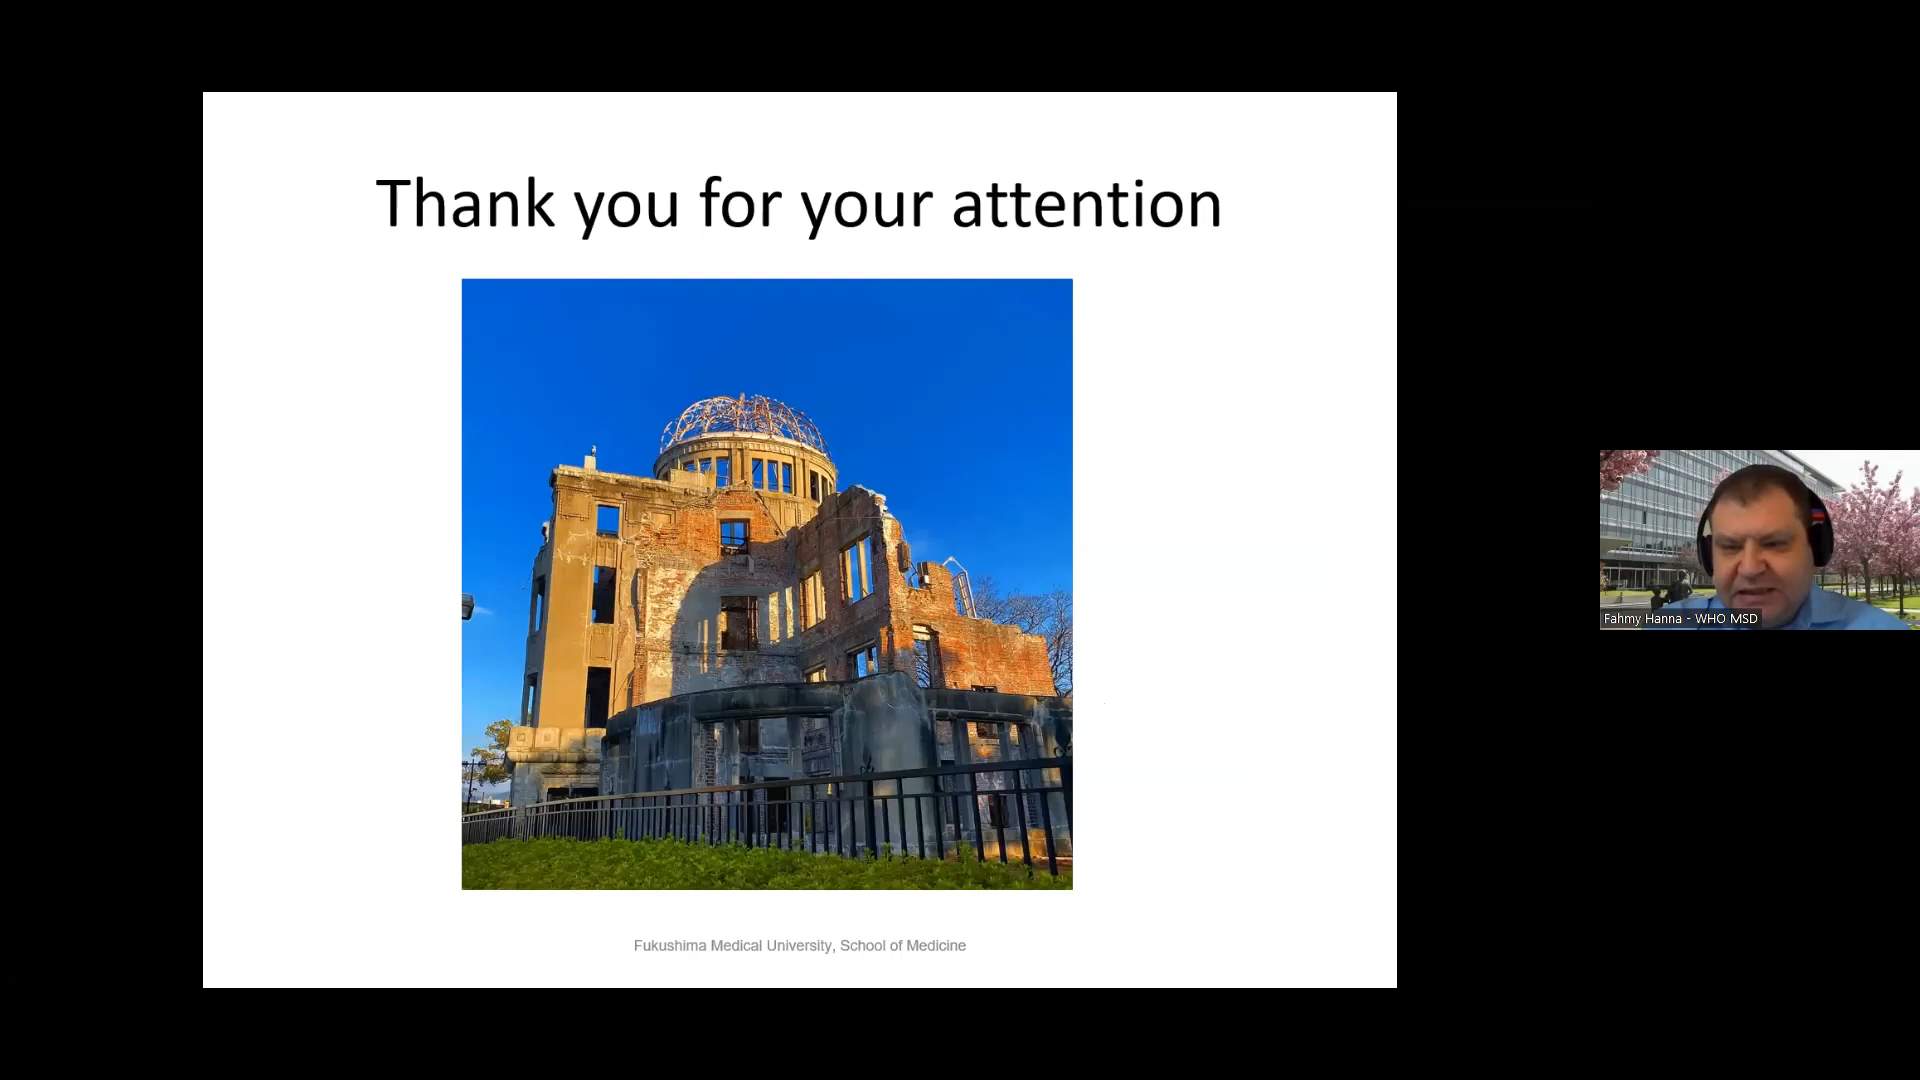 Thank you for your attention
Fukushima Medical University, School of Medicine
Fahmy Hanna - WHO MSD